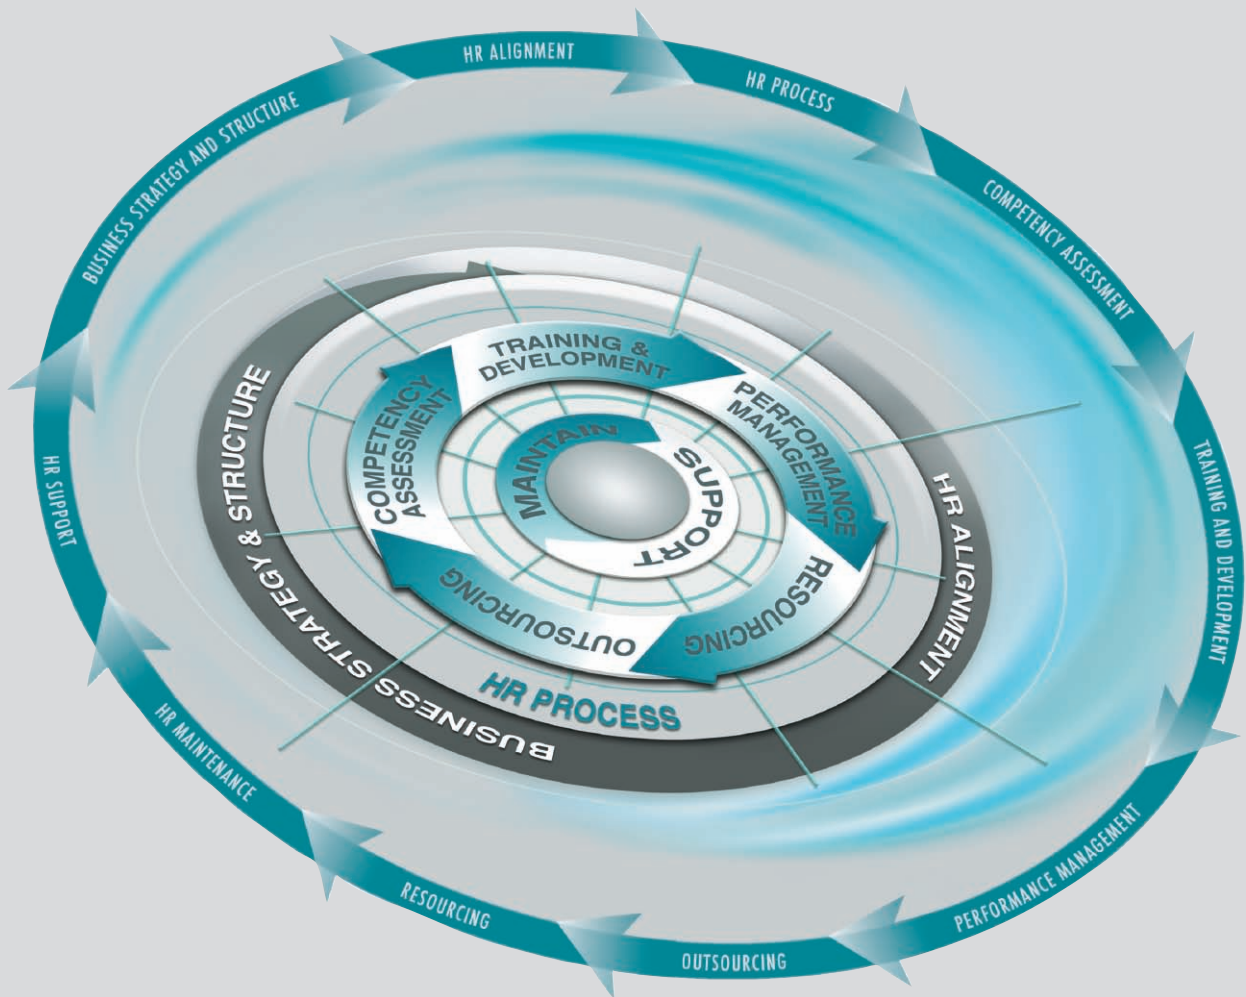 HR ALIGNMENT
HR PROCESS
COMPETENCY ASSESSMENT
TRAINING AND DEVELOPMENT
PERFORMANCE MANAGEMENT
OUTSOURCING
RESOURCING
HR MAINTENANCE
HR SUPPORT
BUSINESS STRATEGY AND STRUCTURE
BUSINESS STRATEGY & STRUCTURE
HR ALIGNMENT
HR PROCESS
TRAINING &
DEVELOPMENT
PERFORMANCE
MANAGEMENT
RESOURCING
OUTSOURCING
COMPETENCY
ASSESSMENT
MAINTAIN
SUPPORT